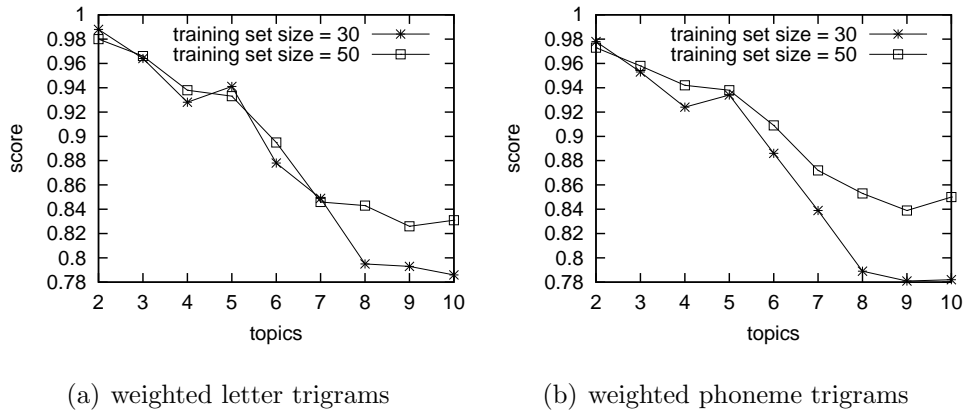 1
0.98
0.96
0.94
0.92
0.9
0.88
0.86
0.84
0.82
0.8
0.78
score
training set size = 30
training set size = 50
2 3 4 5 6 7 8 9 10
topics
(a) weighted letter trigrams
1
0.98
0.96
0.94
0.92
0.9
0.88
0.86
0.84
0.82
0.8
0.78
score
training set size = 30
training set size = 50
2 3 4 5 6 7 8 9 10
topics
(b) weighted phoneme trigrams